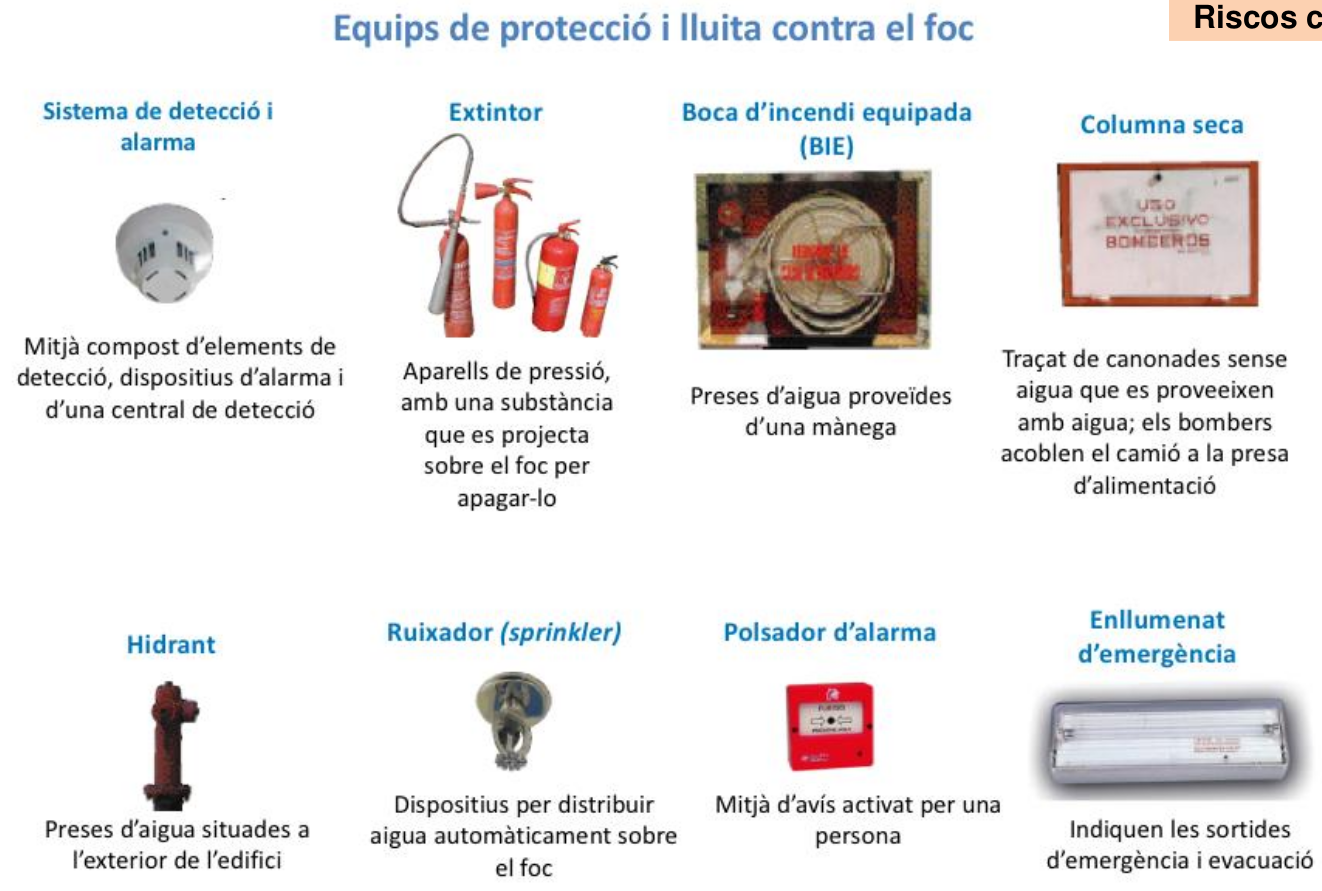 Equips de protecció i lluita contra el foc
Riscos c
Sistema de detecció i
alarma
Mitjà compost d'elements de
detecció, dispositius d'alarma i
d'una central de detecció
Extintor
Aparells de pressió,
amb una substància
que es projecta
sobre el foc per
apagar-lo
Boca d'incendi equipada
(BIE)
Preses d'aigua proveïdes
d'una mànega
Columna seca
USO
EXCLUSIVO
BOMBEROS
Traçat de canonades sense
aigua que es proveeixen
amb aigua; els bombers
acoblen el camió a la presa
d'alimentació
Hidrant
Preses d'aigua situades a
l'exterior de l'edifici
Ruixador (sprinkler)
Dispositius per distribuir
aigua automàticament sobre
el foc
Polsador d'alarma
Mitjà d'avís activat per una
persona
Enllumenat
d'emergència
Indiquen les sortides
d'emergència i evacuació